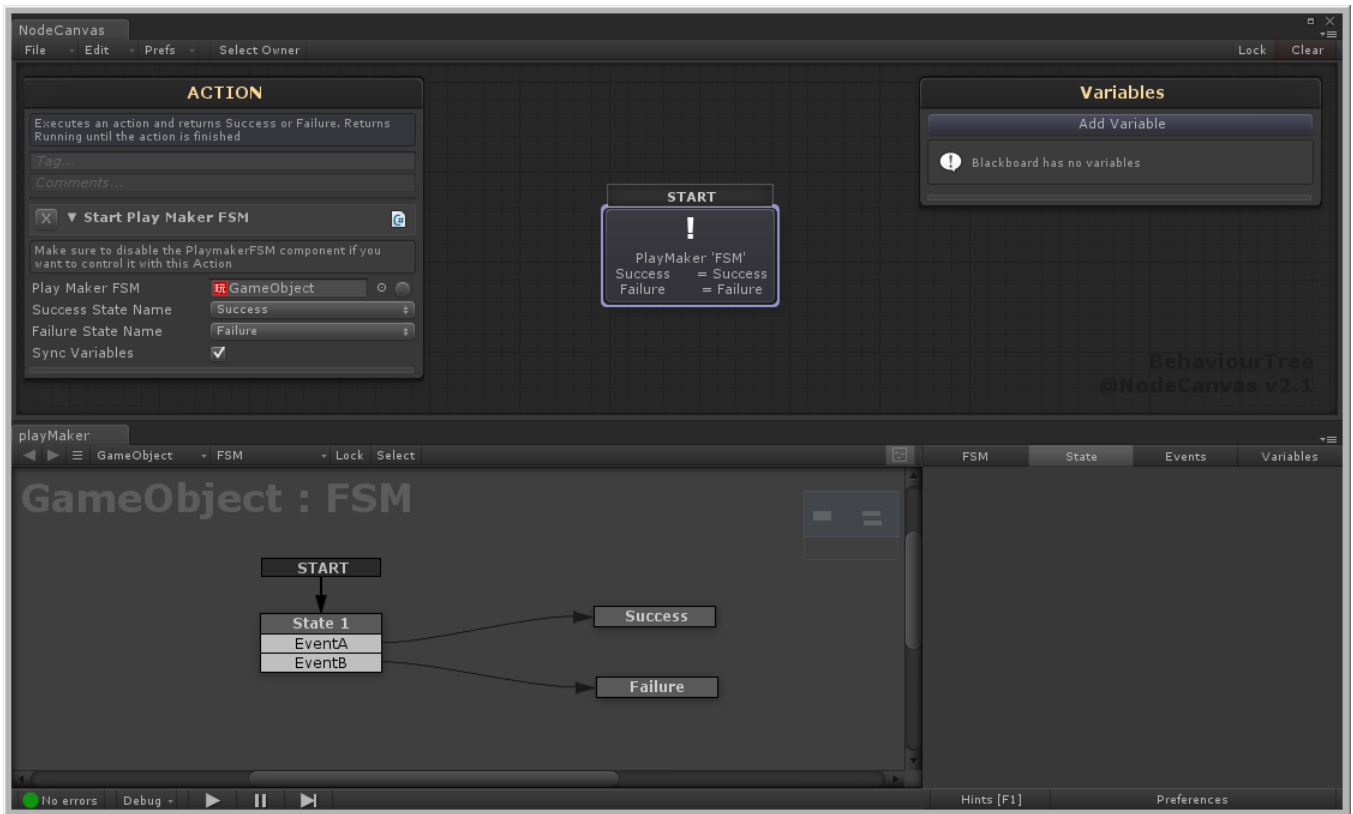 NodeCanvas
File Edit Prefs Select Owner Lock Clear
ACTION
Executes an action and returns Success or Failure. Returns
Running until the action is finished
Tag...
Comments...
X ▼ Start Play Maker FSM
C#
Make sure to disable the PlaymakerFSM component if you
want to control it with this Action
Play Maker FSM 玩 GameObject
Success State Name Success
Failure State Name Failure
Sync Variables
START
!
PlayMaker 'FSM'
Success = Success
Failure = Failure
Variables
Add Variable
! Blackboard has no variables
BehaviourTree
@NodeCanvas v2.1
playMaker
GameObject FSM Lock Select
FSM State Events Variables
GameObject : FSM
START
State 1
EventA
EventB
Success
Failure
No errors Debug
Hints [F1] Preferences